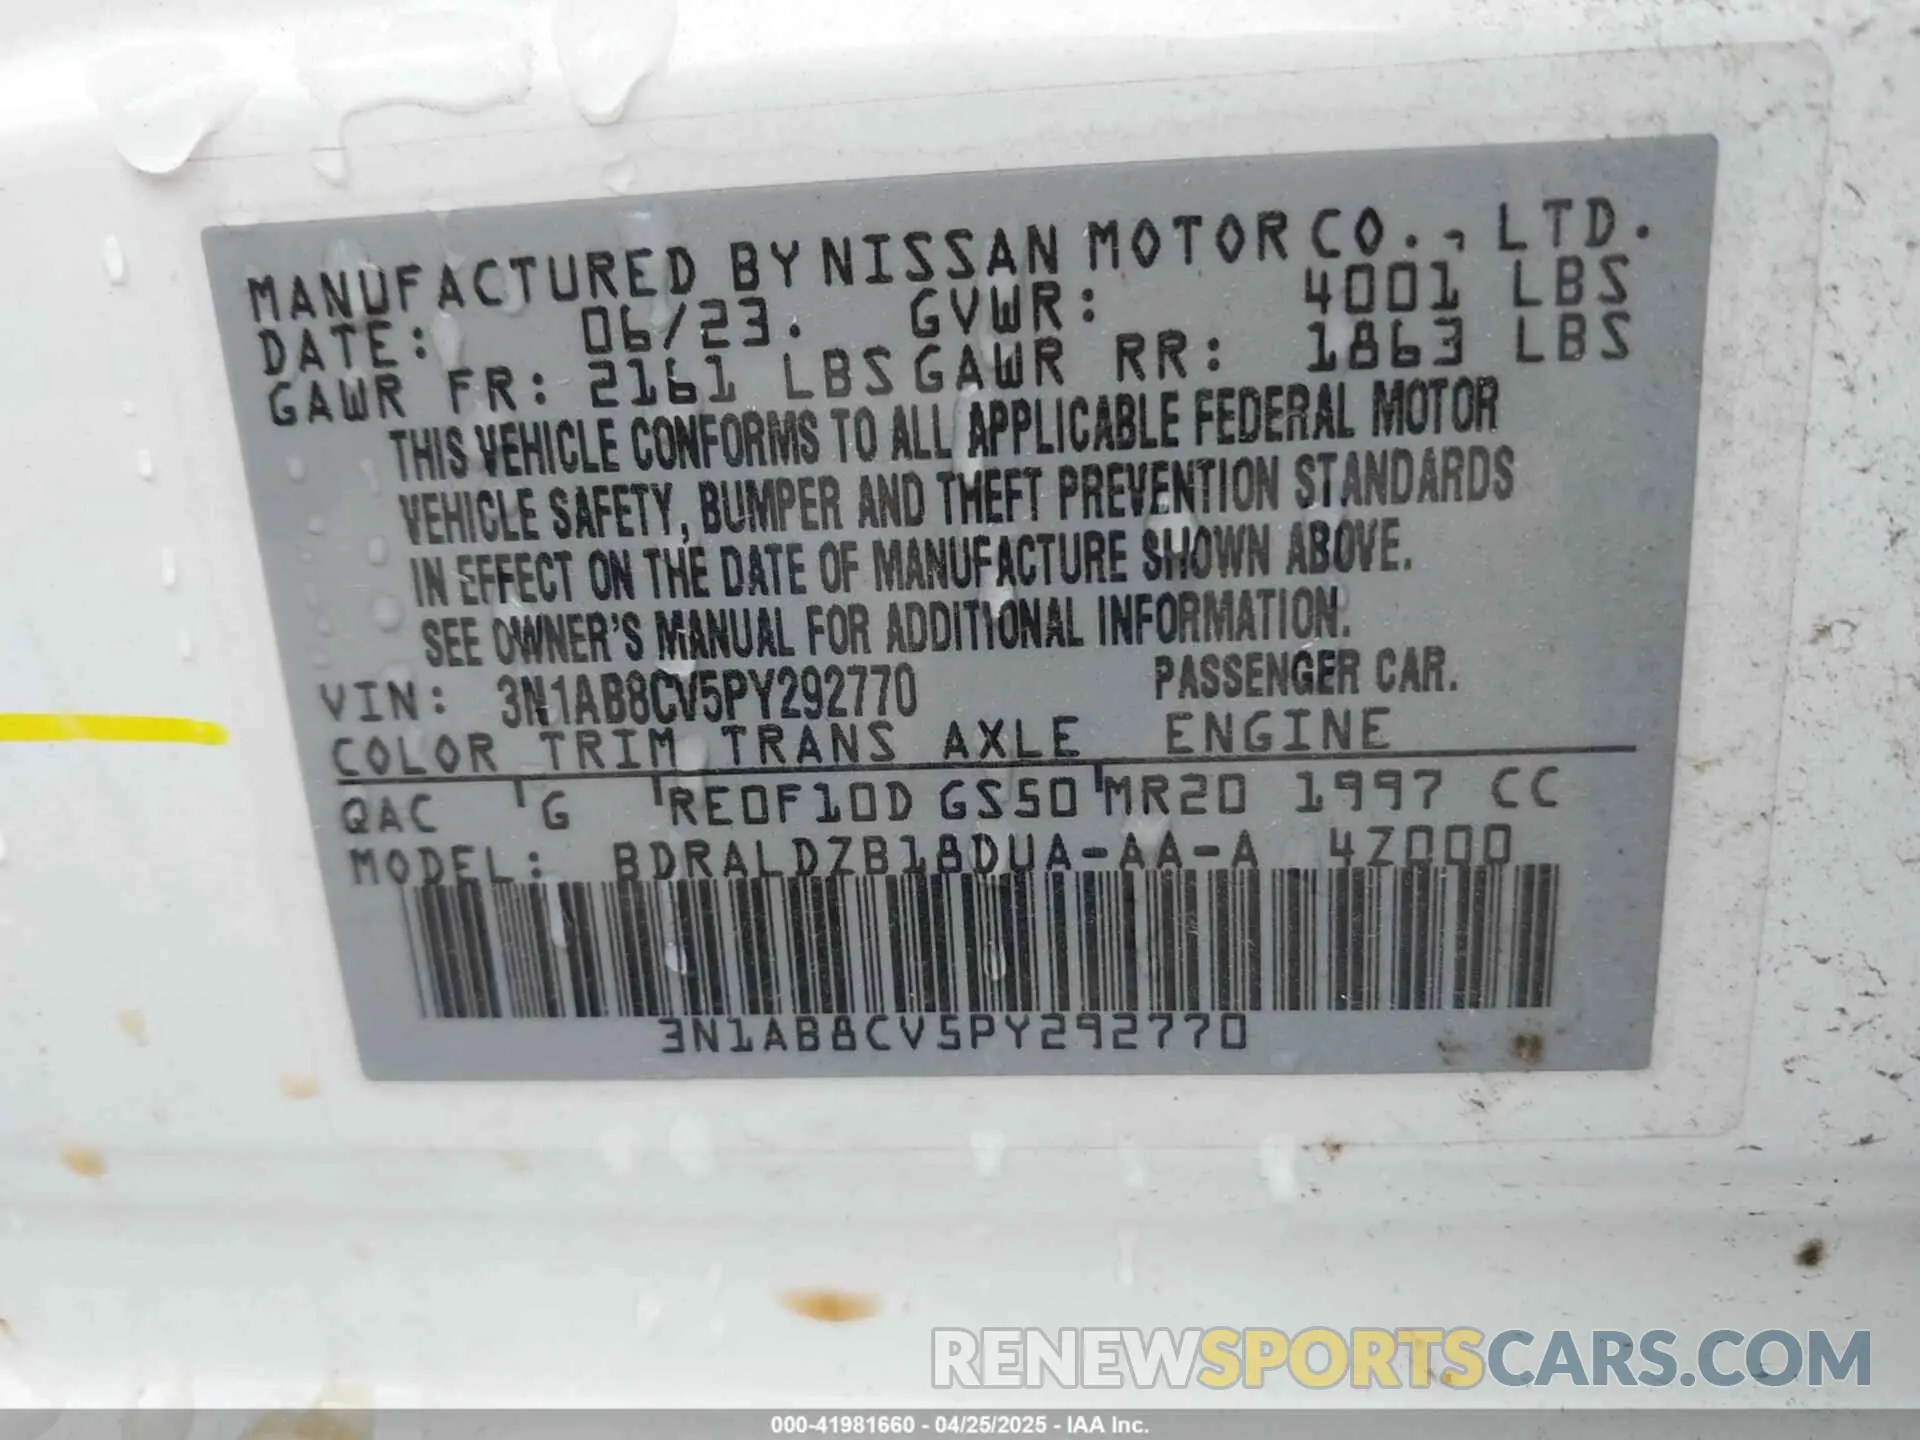 MANUFACTURED BY NISSAN MOTOR CO., LTD.
DATE: 06/23. GVWR: 4001 LBS
GAWR FR: 2161 LBS GAWR RR: 1863 LBS
THIS VEHICLE CONFORMS TO ALL APPLICABLE FEDERAL MOTOR
VEHICLE SAFETY, BUMPER AND THEFT PREVENTION STANDARDS
IN EFFECT ON THE DATE OF MANUFACTURE SHOWN ABOVE.
SEE OWNER'S MANUAL FOR ADDITIONAL INFORMATION.
VIN: 3N1AB8CV5PY292770 PASSENGER CAR.
COLOR TRIM TRANS AXLE ENGINE
QAC G RE0F10D GS50 MR20 1997 CC
MODEL: BDRALDZB18DUA-AA-A 4Z000
3N1AB8CV5PY292770
RENEWSPORTSCARS.COM
000-41981660 - 04/25/2025 - IAA Inc.